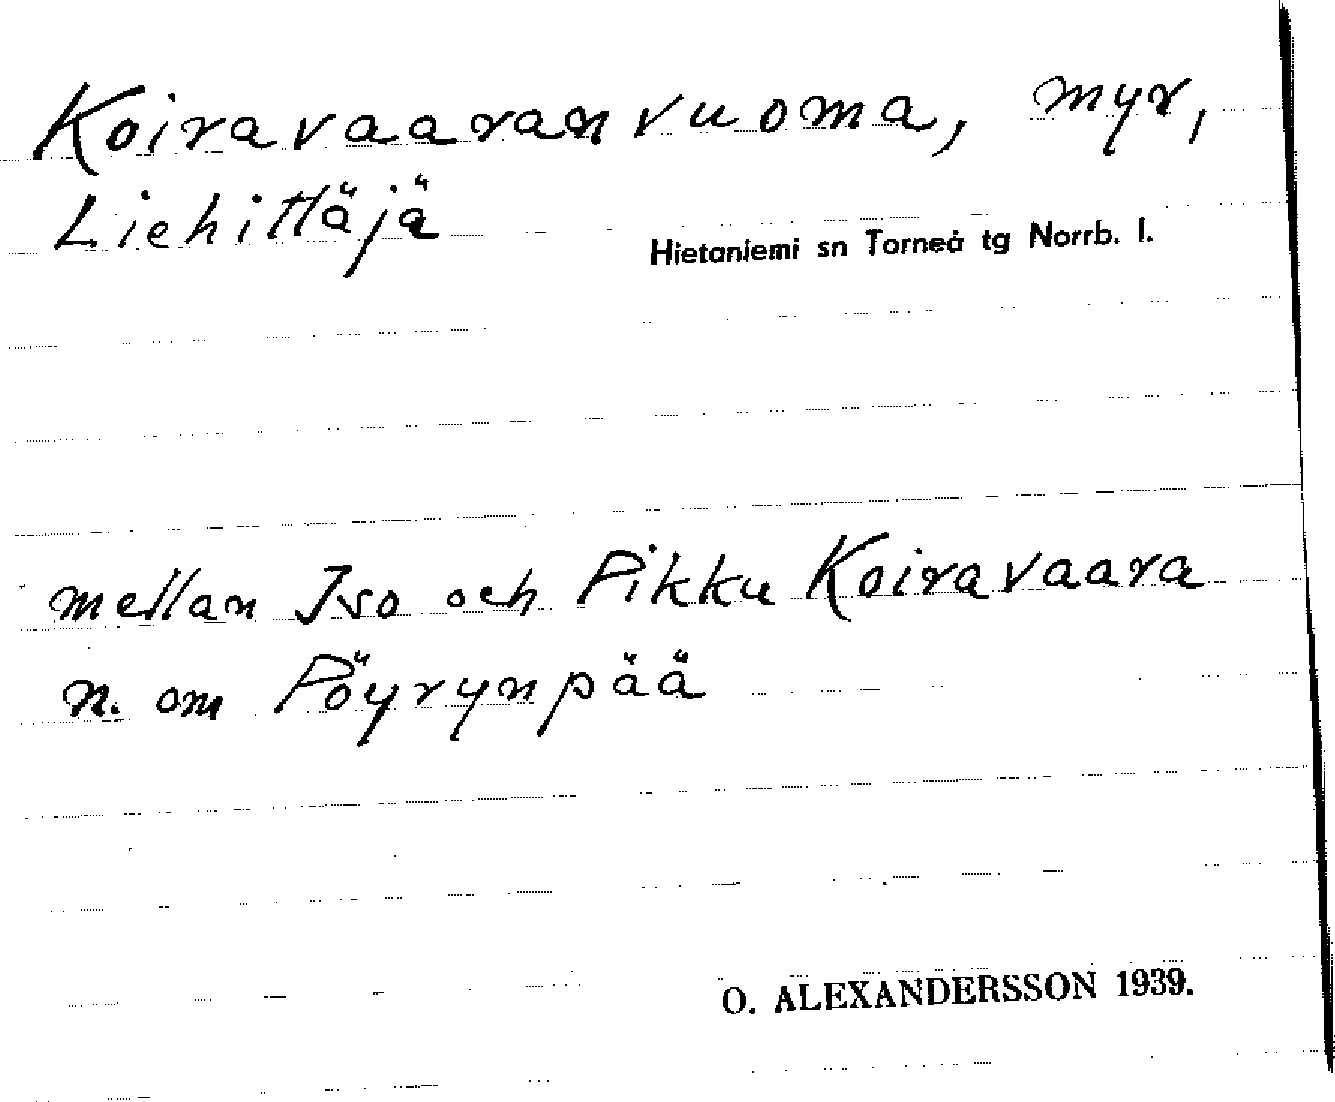 Koiravaaranvuoma, myr,
Liehittäjä
Hietaniemi sn Torneå tg Norrb. l.
mellan Iso och Pikku Koiravaara
n. om Pöyrynpää
O. ALEXANDERSSON 1939.